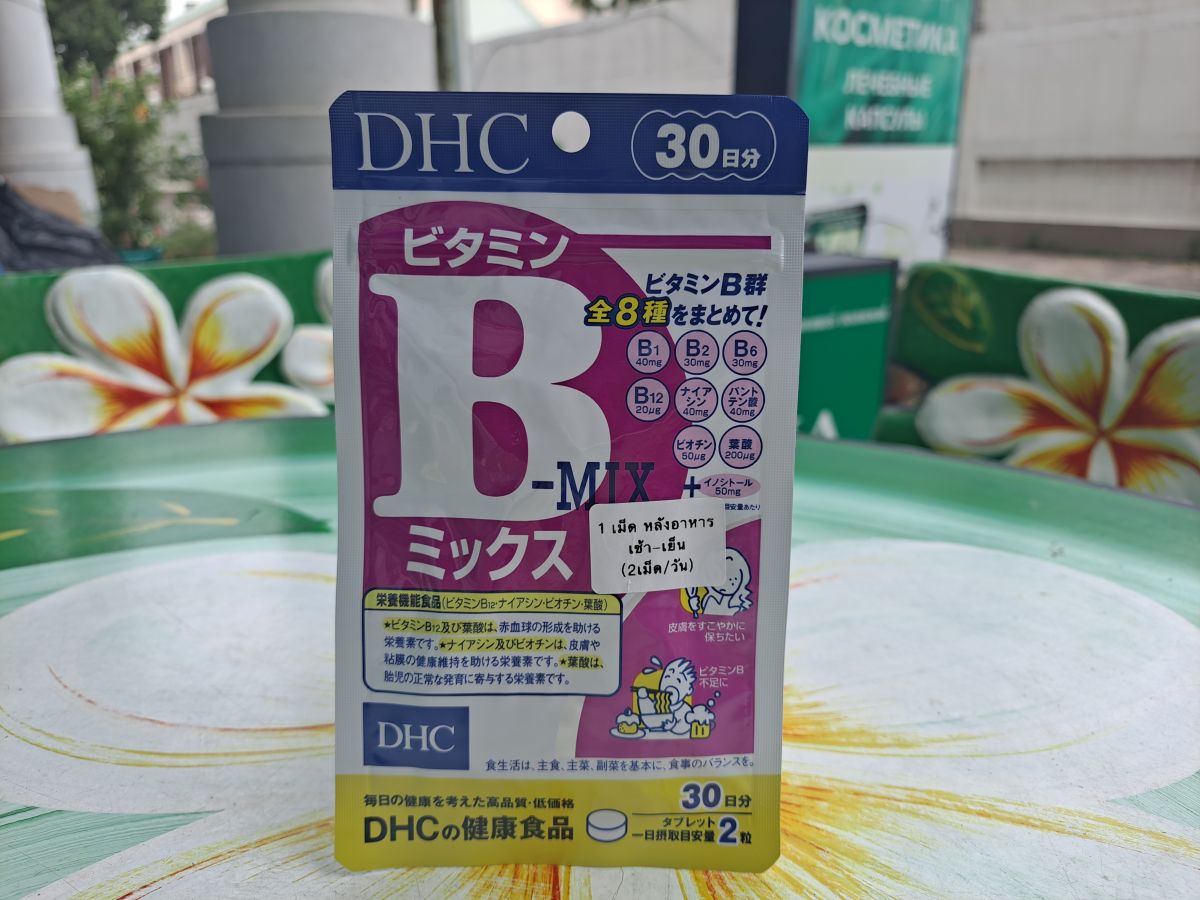 КОСМЕТИКА
ЛЕЧЕБНЫЕ
КАПСУЛЫ
DHC
30日分
ビタミン
B
-MIX
ミックス
ビタミンB群
全8種をまとめて!
B1
40mg
B2
30mg
B6
30mg
B12
20μg
ナイア
シン
40mg
パント
テン酸
40mg
ビオチン
50μg
葉酸
200μg
+
イノシトール
50mg
目安量あたり
1 เม็ด หลังอาหาร
เช้า-เย็น
(2เม็ด/วัน)
皮膚をすこやかに
保ちたい
栄養機能食品(ビタミンB12・ナイアシン・ビオチン・葉酸)
★ビタミンB12及び葉酸は、赤血球の形成を助ける
栄養素です。★ナイアシン及びビオチンは、皮膚や
粘膜の健康維持を助ける栄養素です。★葉酸は、
胎児の正常な発育に寄与する栄養素です。
ビタミンB
不足に
DHC
食生活は、主食、主菜、副菜を基本に、食事のバランスを。
毎日の健康を考えた高品質・低価格
DHCの健康食品
30日分
タブレット
一日摂取目安量2粒